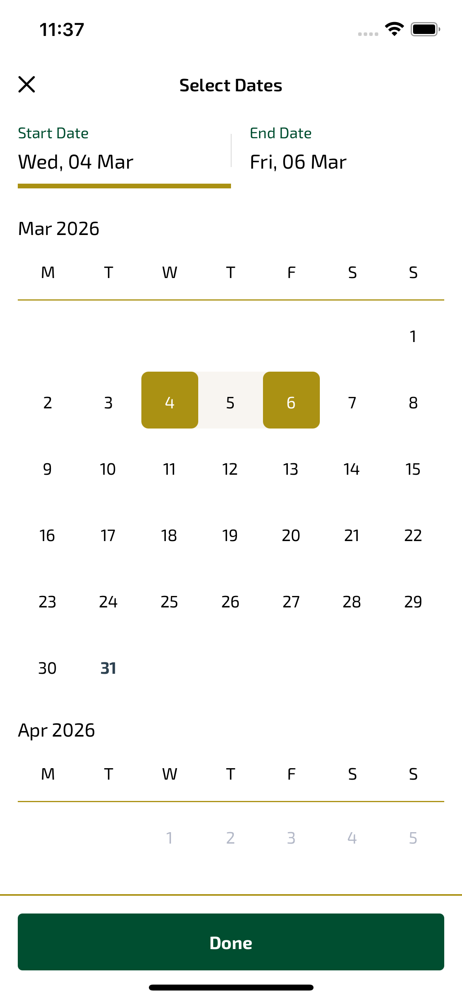 11:37
Select Dates
Start Date
End Date
Wed, 04 Mar
Fri, 06 Mar
Mar 2026
M T W T F S S
1
2 3 4 5 6 7 8
9 10 11 12 13 14 15
16 17 18 19 20 21 22
23 24 25 26 27 28 29
30 31
Apr 2026
M T W T F S S
1 2 3 4 5
Done